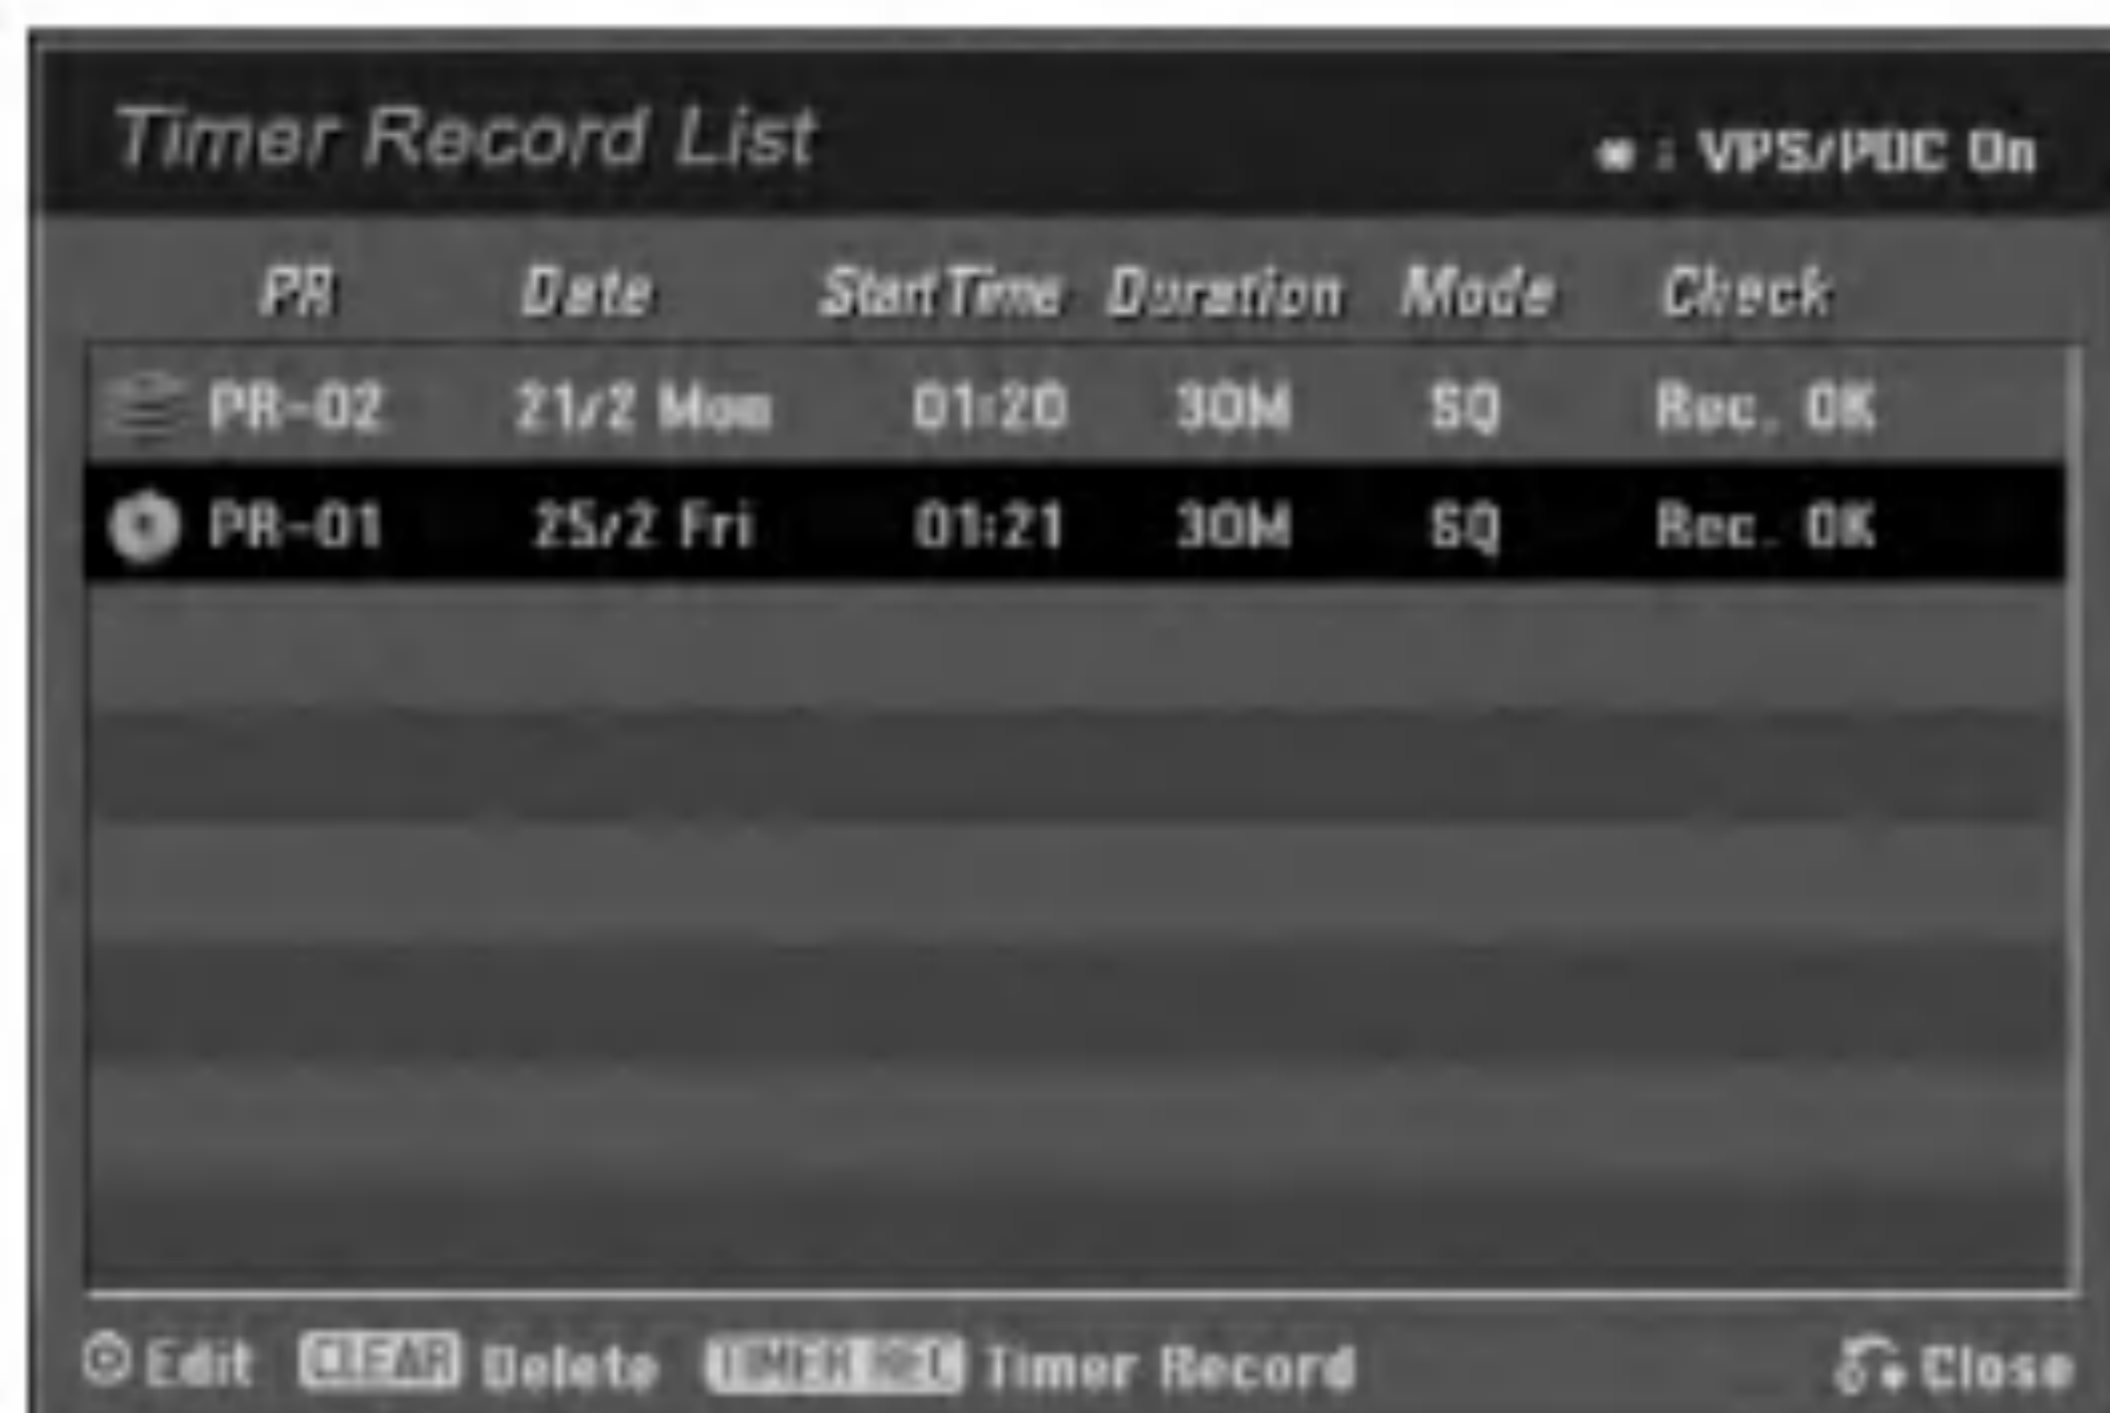 Timer Record List
* : VPS/PDC On
PR Date Start Time Duration Mode Check
PR-02 21/2 Mon 01:20 30M SQ Rec. OK
PR-01 25/2 Fri 01:21 30M SQ Rec. OK
Edit CLEAR Delete TIMER REC Timer Record Close